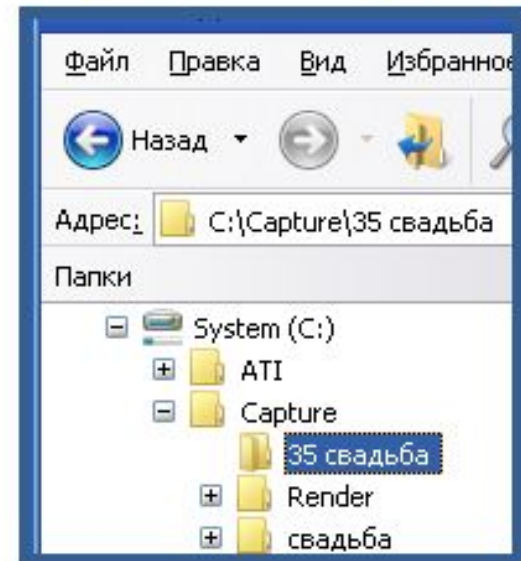 Файл Правка Вид Избранное
Назад
Адрес: C:\Capture\35 свадьба
Папки
System (C:)
ATI
Capture
35 свадьба
Render
свадьба